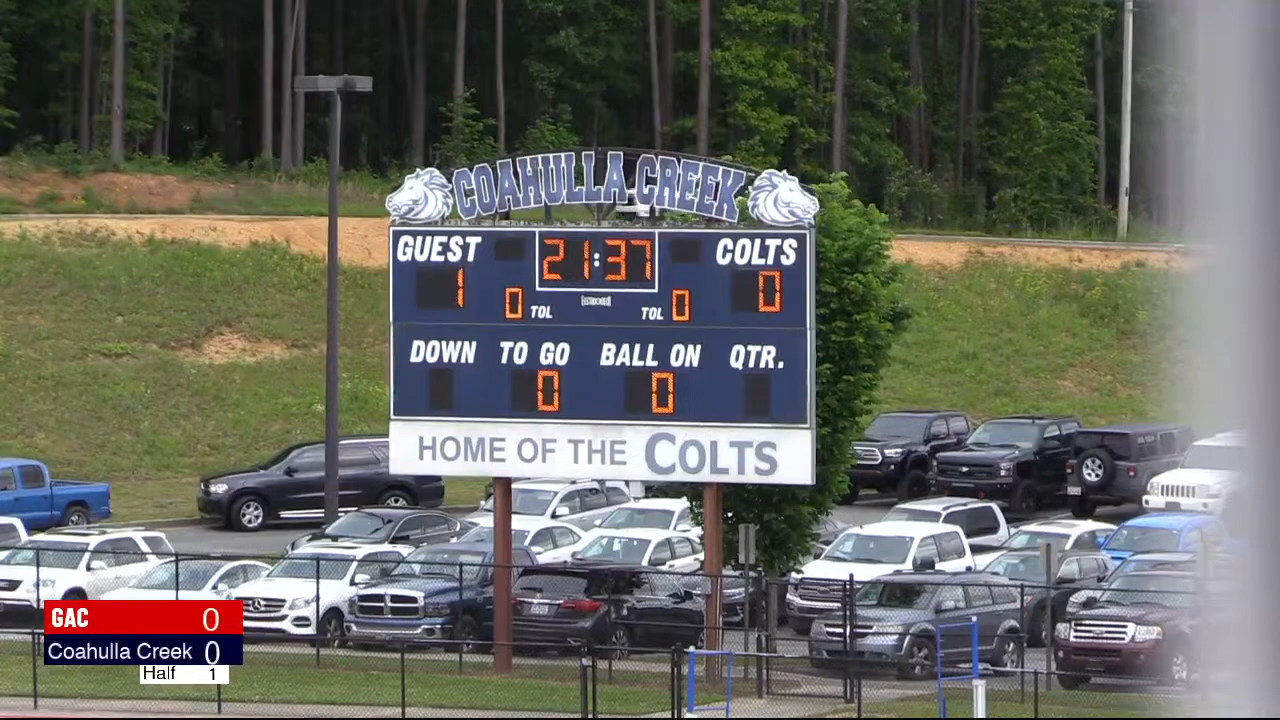 COAHULLA CREEK
GUEST 21:37 COLTS
1 0 TOL TOL 0 0
DOWN TO GO BALL ON QTR.
0 0
HOME OF THE COLTS
GAC 0
Coahulla Creek 0
Half 1